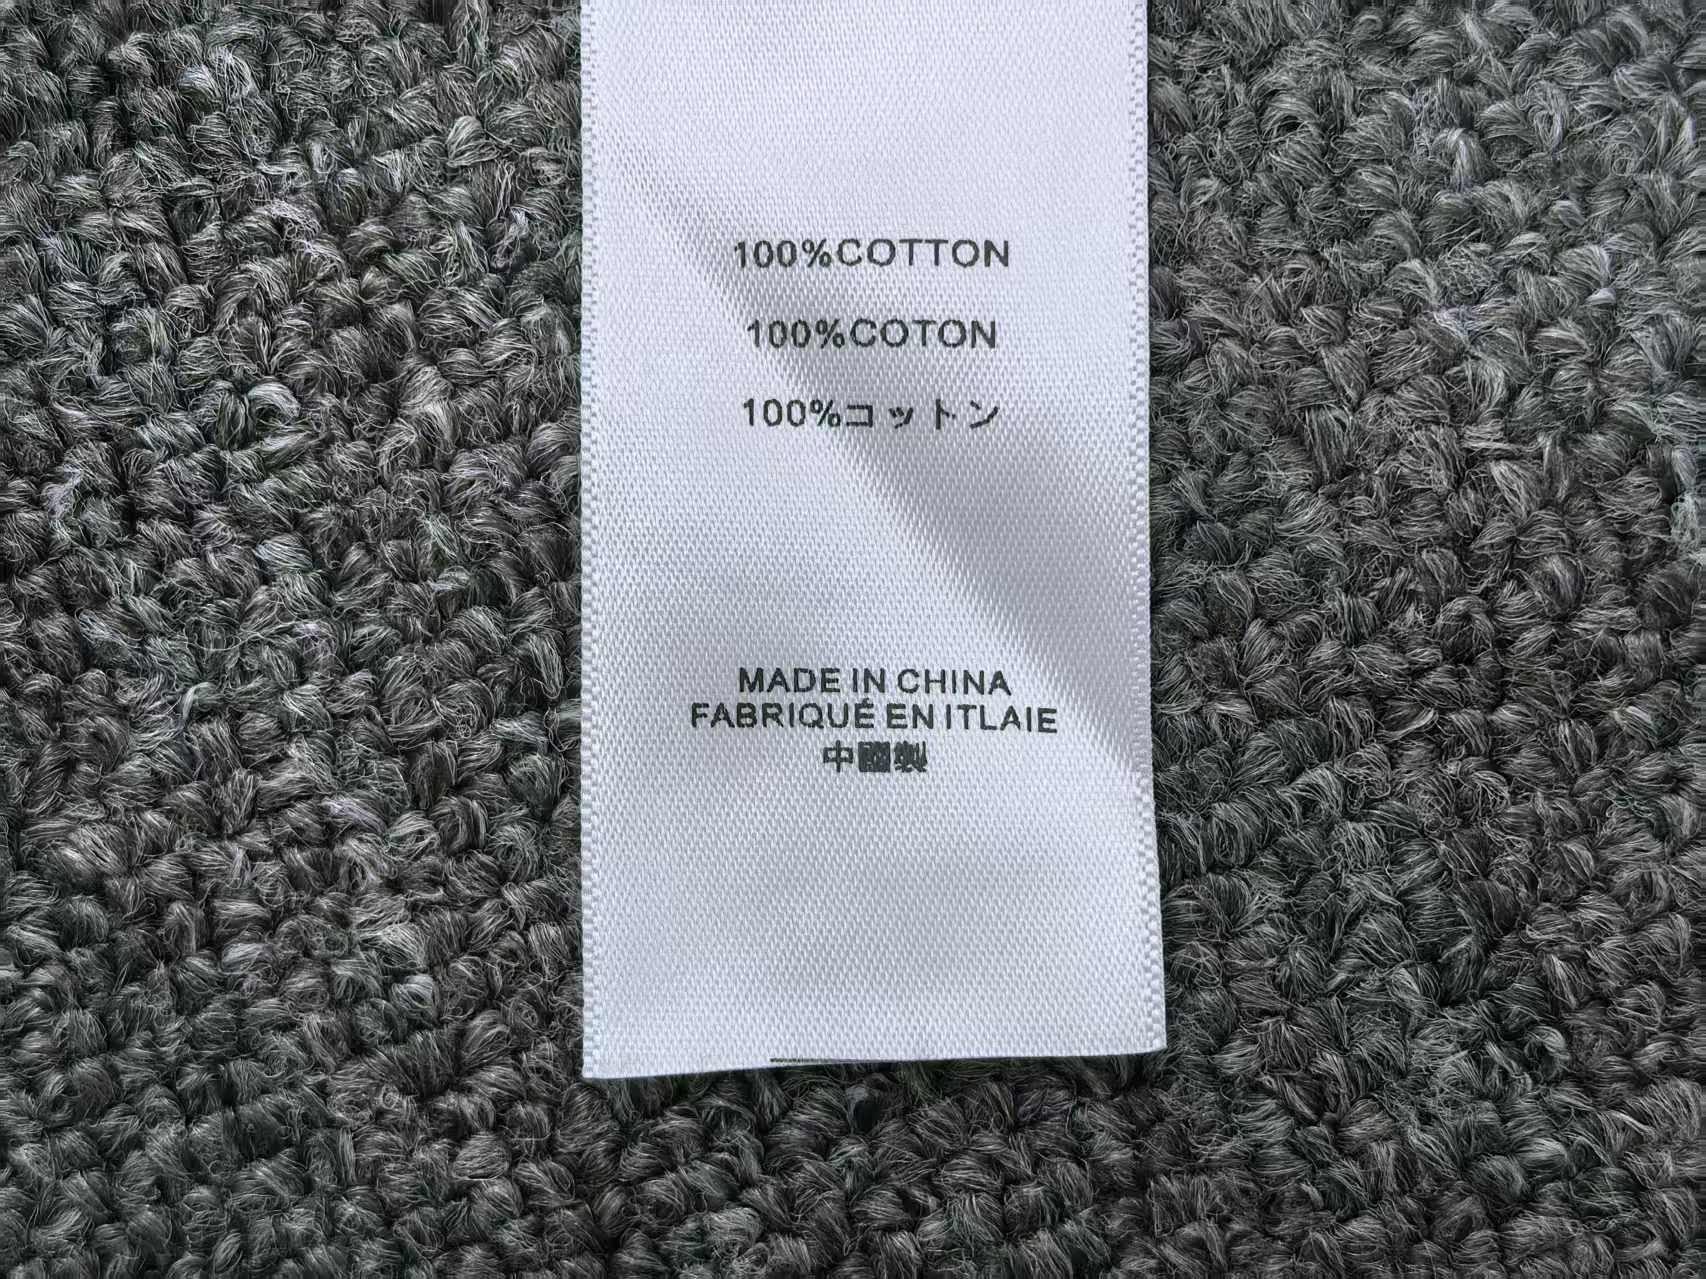 100%COTTON
100%COTON
100%コットン
MADE IN CHINA
FABRIQUÉ EN ITLAIE
中國製